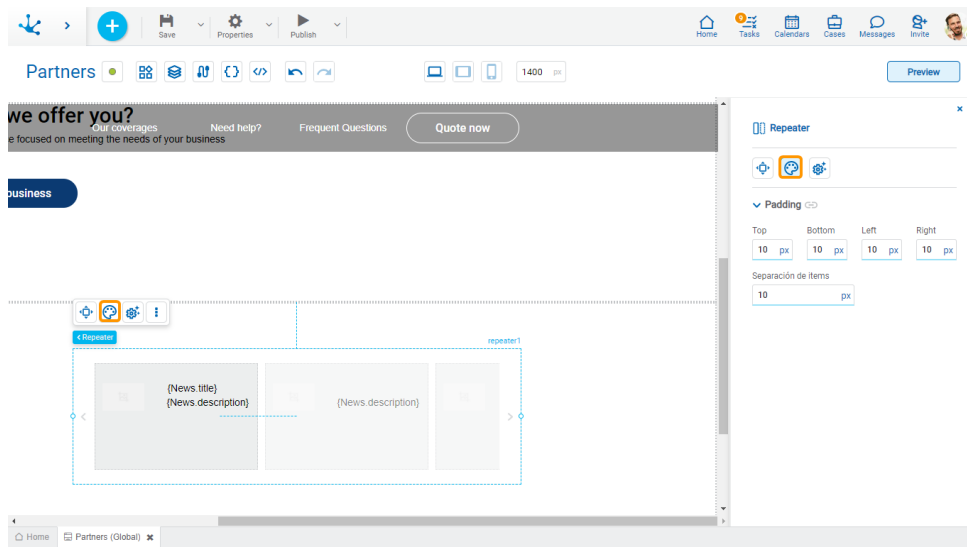 Save
Properties
Publish
Home
9
Tasks
Calendars
Cases
Messages
Invite
Partners
1400 px
Preview
we offer you?
Our coverages
Need help?
Frequent Questions
Quote now
e focused on meeting the needs of your business
business
Repeater
repeater1
{News.title}
{News.description}
{News.description}
Repeater
Padding
Top
Bottom
Left
Right
10 px
10 px
10 px
10 px
Separación de items
10 px
Home
Partners (Global)